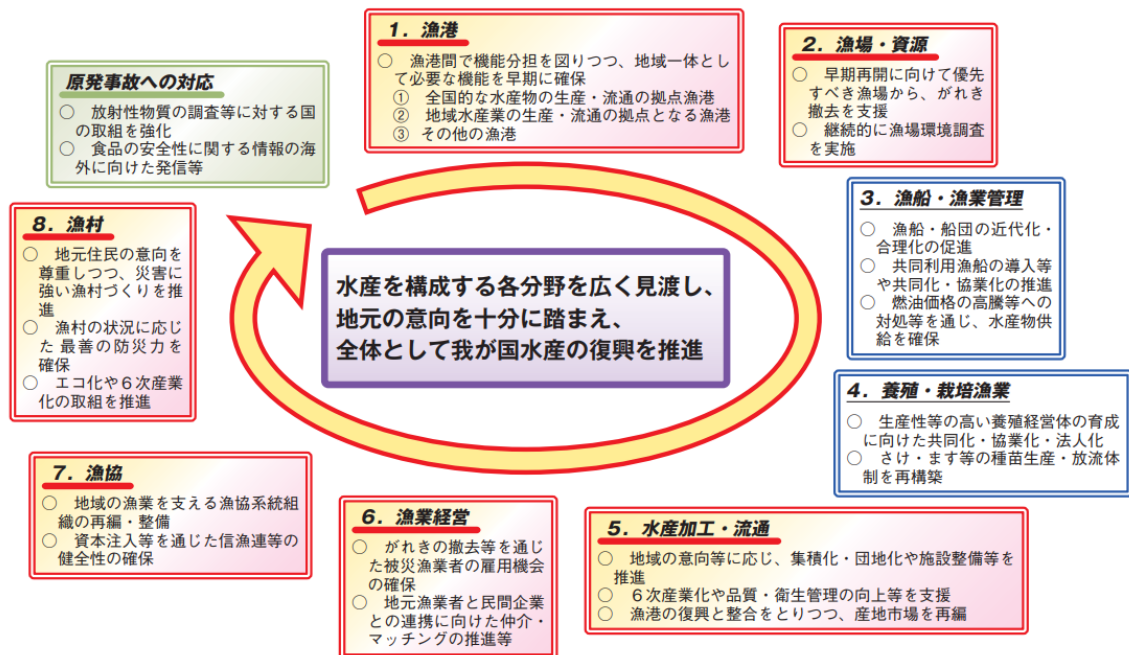 1．漁港
○ 漁港間で機能分担を図りつつ、地域一体とし
て必要な機能を早期に確保
① 全国的な水産物の生産・流通の拠点漁港
② 地域水産業の生産・流通の拠点となる漁港
③ その他の漁港
2．漁場・資源
○ 早期再開に向けて優先
すべき漁場から、がれき
撤去を支援
○ 継続的に漁場環境調査
を実施
3．漁船・漁業管理
○ 漁船・船団の近代化・
合理化の促進
○ 共同利用漁船の導入等
や共同化・協業化の推進
○ 燃油価格の高騰等への
対処等を通じ、水産物供
給を確保
4．養殖・栽培漁業
○ 生産性等の高い養殖経営体の育成
に向けた共同化・協業化・法人化
○ さけ・ます等の種苗生産・放流体
制を再構築
5．水産加工・流通
○ 地域の意向等に応じ、集積化・団地化や施設整備等を
推進
○ 6次産業化や品質・衛生管理の向上等を支援
○ 漁港の復興と整合をとりつつ、産地市場を再編
6．漁業経営
○ がれきの撤去等を通じ
た被災漁業者の雇用機会
の確保
○ 地元漁業者と民間企業
との連携に向けた仲介・
マッチングの推進等
7．漁協
○ 地域の漁業を支える漁協系統組
織の再編・整備
○ 資本注入等を通じた信漁連等の
健全性の確保
8．漁村
○ 地元住民の意向を
尊重しつつ、災害に
強い漁村づくりを推
進
○ 漁村の状況に応じ
た 最善の防災力を
確保
○ エコ化や6次産業
化の取組を推進
原発事故への対応
○ 放射性物質の調査等に対する国
の取組を強化
○ 食品の安全性に関する情報の海
外に向けた発信等
水産を構成する各分野を広く見渡し、
地元の意向を十分に踏まえ、
全体として我が国水産の復興を推進